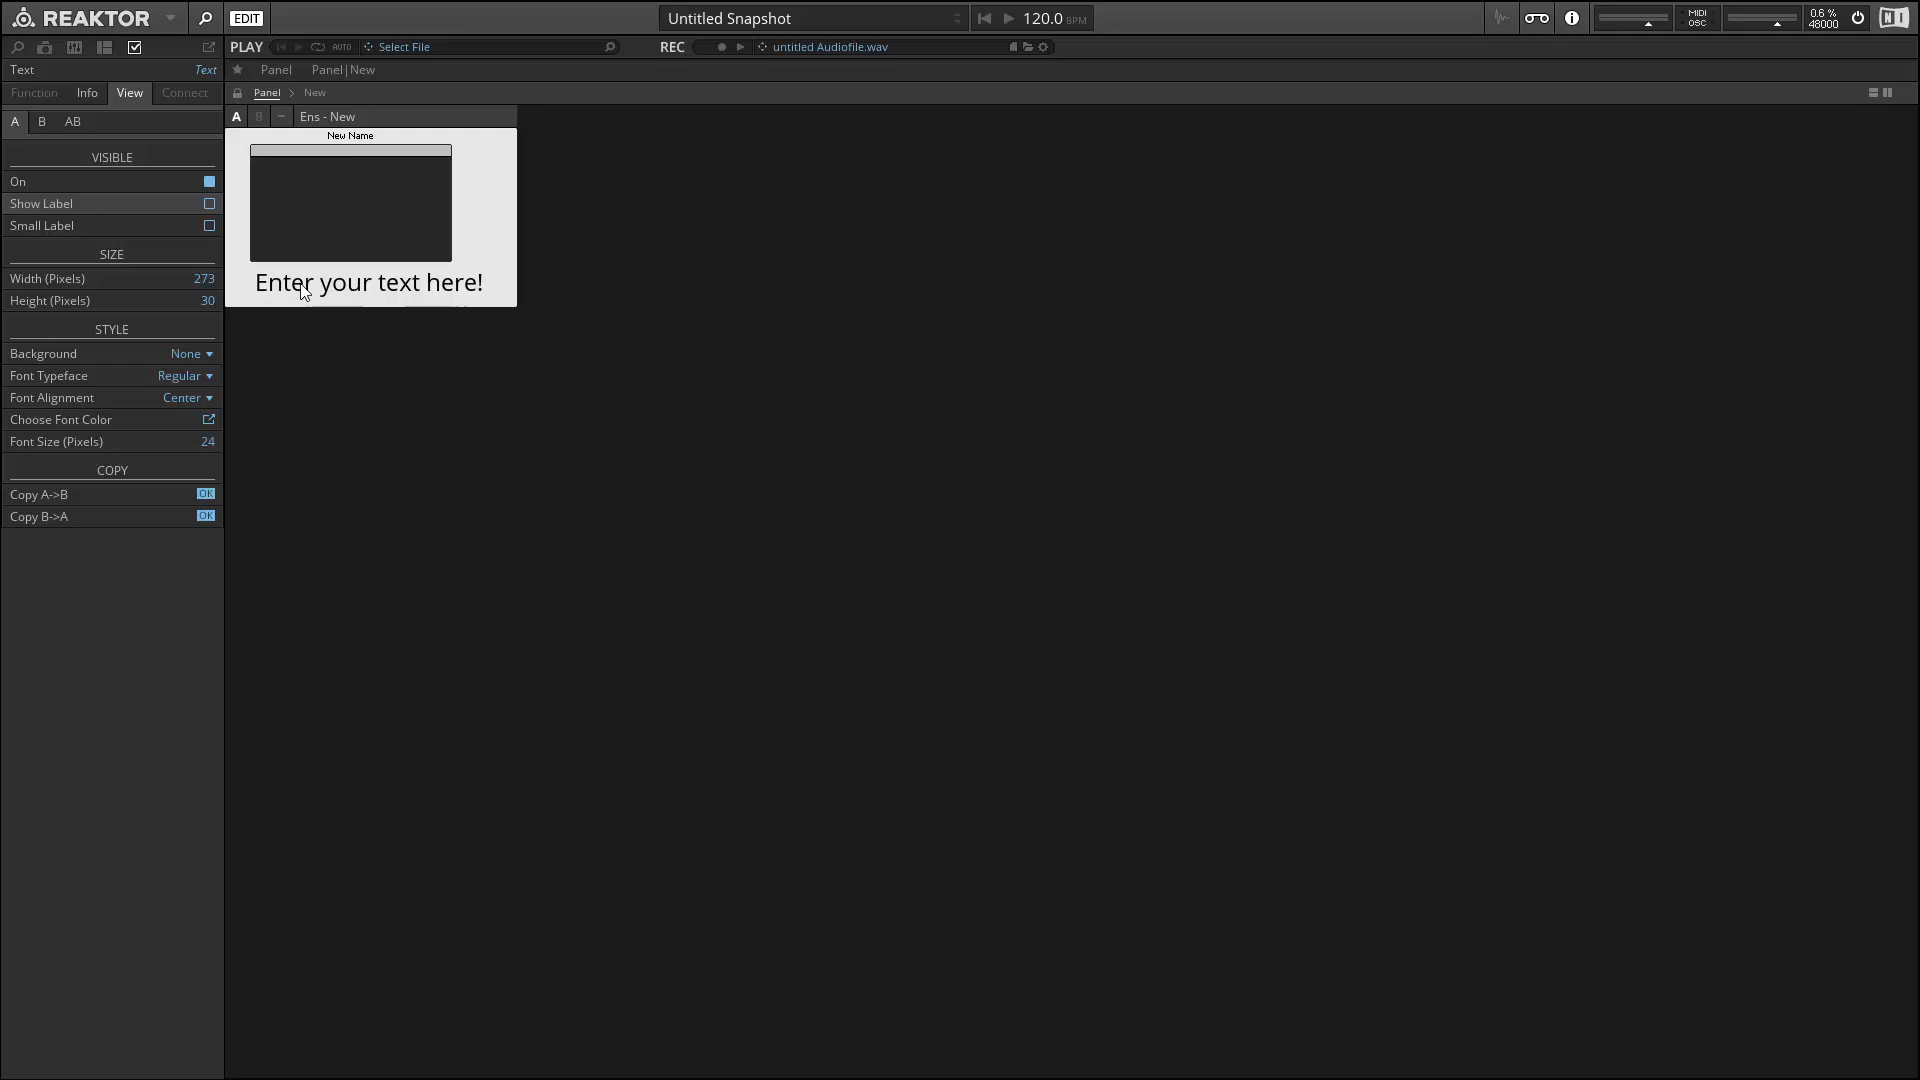 REAKTOR EDIT Untitled Snapshot 120.0 BPM MIDI OSC 0.6 % 48000
PLAY AUTO Select File REC untitled Audiofile.wav
Text Text Panel Panel|New
Function Info View Connect Panel > New
A B AB
A B – Ens - New
New Name
Enter your text here!
VISIBLE
On
Show Label
Small Label
SIZE
Width (Pixels) 273
Height (Pixels) 30
STYLE
Background None
Font Typeface Regular
Font Alignment Center
Choose Font Color
Font Size (Pixels) 24
COPY
Copy A->B OK
Copy B->A OK